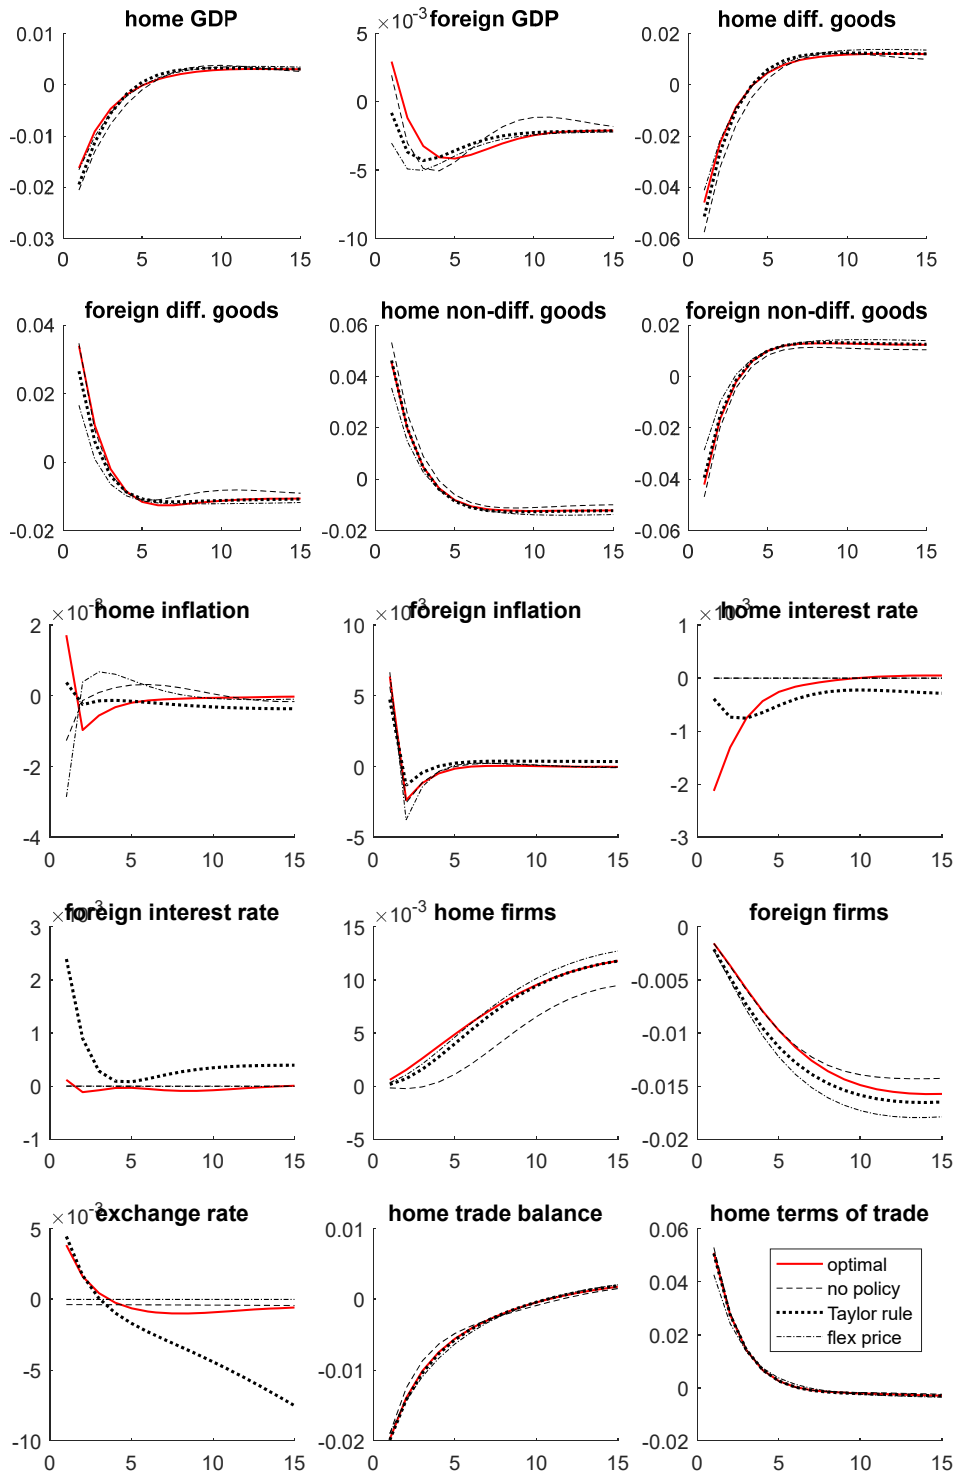 home GDP
0.01
0
-0.01
-0.02
-0.03
0 5 10 15
×10-3
foreign GDP
5
0
-5
-10
0 5 10 15
home diff. goods
0.02
0
-0.02
-0.04
-0.06
0 5 10 15
foreign diff. goods
0.04
0.02
0
-0.02
0 5 10 15
home non-diff. goods
0.06
0.04
0.02
0
-0.02
0 5 10 15
foreign non-diff. goods
0.02
0
-0.02
-0.04
-0.06
0 5 10 15
×10-3
home inflation
2
0
-2
-4
0 5 10 15
×10-3
foreign inflation
10
5
0
-5
0 5 10 15
×10-3
home interest rate
1
0
-1
-2
-3
0 5 10 15
×10-3
foreign interest rate
3
2
1
0
-1
0 5 10 15
×10-3
home firms
15
10
5
0
-5
0 5 10 15
foreign firms
0
-0.005
-0.01
-0.015
-0.02
0 5 10 15
×10-3
exchange rate
5
0
-5
-10
0 5 10 15
home trade balance
0.01
0
-0.01
-0.02
0 5 10 15
home terms of trade
0.06
0.04
0.02
0
-0.02
0 5 10 15
optimal
no policy
Taylor rule
flex price